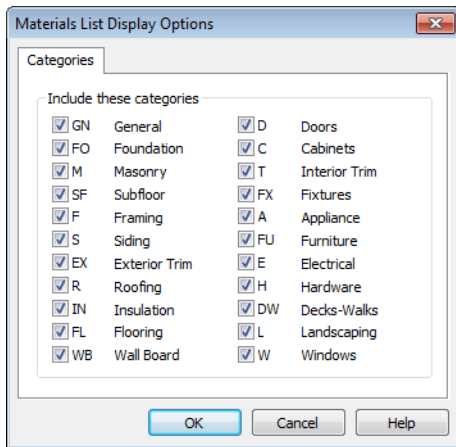 Materials List Display Options
Categories
Include these categories
GN General D Doors
FO Foundation C Cabinets
M Masonry T Interior Trim
SF Subfloor FX Fixtures
F Framing A Appliance
S Siding FU Furniture
EX Exterior Trim E Electrical
R Roofing H Hardware
IN Insulation DW Decks-Walks
FL Flooring L Landscaping
WB Wall Board W Windows
OK Cancel Help